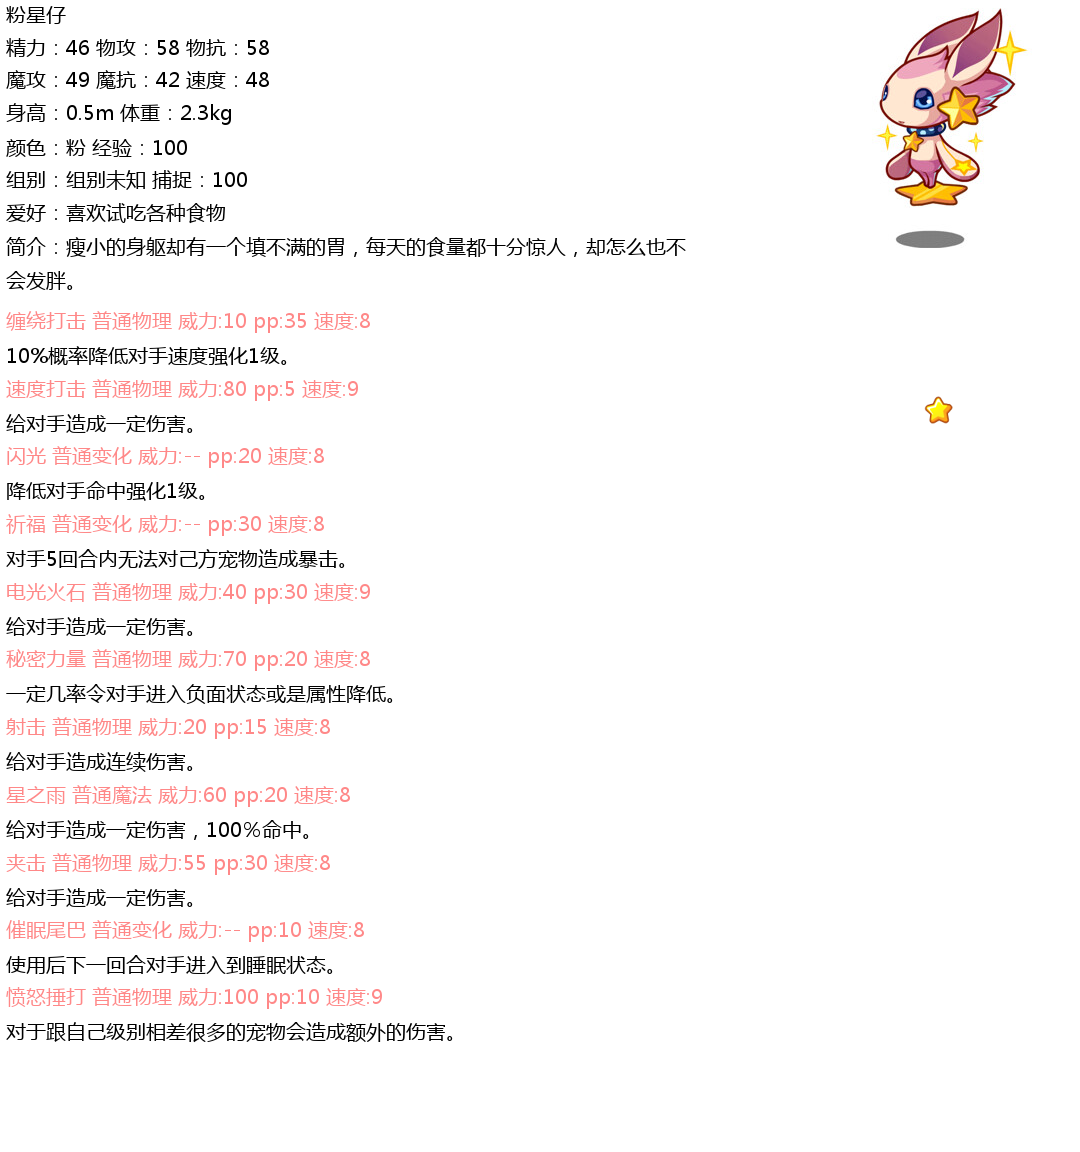 粉星仔
精力：46 物攻：58 物抗：58
魔攻：49 魔抗：42 速度：48
身高：0.5m 体重：2.3kg
颜色：粉 经验：100
组别：组别未知 捕捉：100
爱好：喜欢试吃各种食物
简介：瘦小的身躯却有一个填不满的胃，每天的食量都十分惊人，却怎么也不
会发胖。
缠绕打击 普通物理 威力:10 pp:35 速度:8
10%概率降低对手速度强化1级。
速度打击 普通物理 威力:80 pp:5 速度:9
给对手造成一定伤害。
闪光 普通变化 威力:-- pp:20 速度:8
降低对手命中强化1级。
祈福 普通变化 威力:-- pp:30 速度:8
对手5回合内无法对己方宠物造成暴击。
电光火石 普通物理 威力:40 pp:30 速度:9
给对手造成一定伤害。
秘密力量 普通物理 威力:70 pp:20 速度:8
一定几率令对手进入负面状态或是属性降低。
射击 普通物理 威力:20 pp:15 速度:8
给对手造成连续伤害。
星之雨 普通魔法 威力:60 pp:20 速度:8
给对手造成一定伤害，100%命中。
夹击 普通物理 威力:55 pp:30 速度:8
给对手造成一定伤害。
催眠尾巴 普通变化 威力:-- pp:10 速度:8
使用后下一回合对手进入到睡眠状态。
愤怒捶打 普通物理 威力:100 pp:10 速度:9
对于跟自己级别相差很多的宠物会造成额外的伤害。